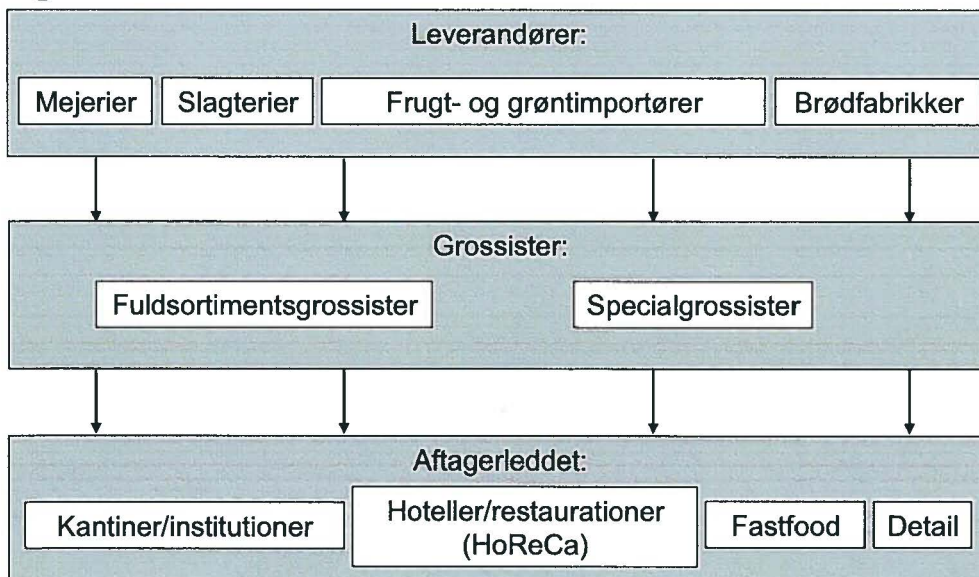 Leverandører:
Mejerier Slagterier Frugt- og grøntimportører Brødfabrikker
Grossister:
Fuldsortimentsgrossister Specialgrossister
Aftagerleddet:
Kantiner/institutioner Hoteller/restaurationer (HoReCa) Fastfood Detail